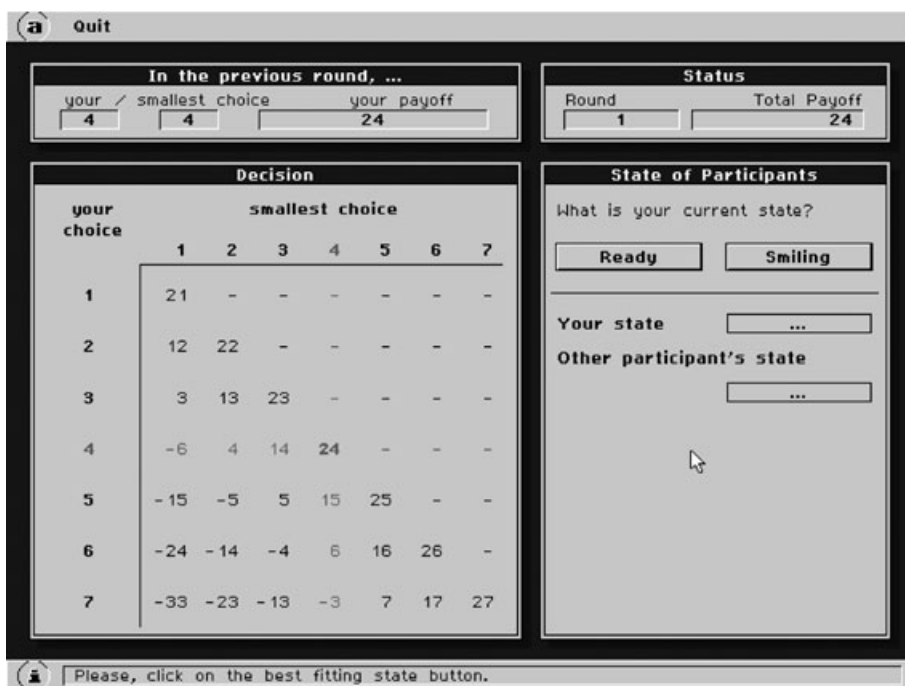 a Quit
In the previous round, ...
your / smallest choice your payoff
4 4 24
Status
Round Total Payoff
1 24
Decision
your choice smallest choice
1 2 3 4 5 6 7
1 21 - - - - - -
2 12 22 - - - - -
3 3 13 23 - - - -
4 -6 4 14 24 - - -
5 -15 -5 5 15 25 - -
6 -24 -14 -4 6 16 26 -
7 -33 -23 -13 -3 7 17 27
State of Participants
What is your current state?
Ready Smiling
Your state ...
Other participant's state
...
i Please, click on the best fitting state button.